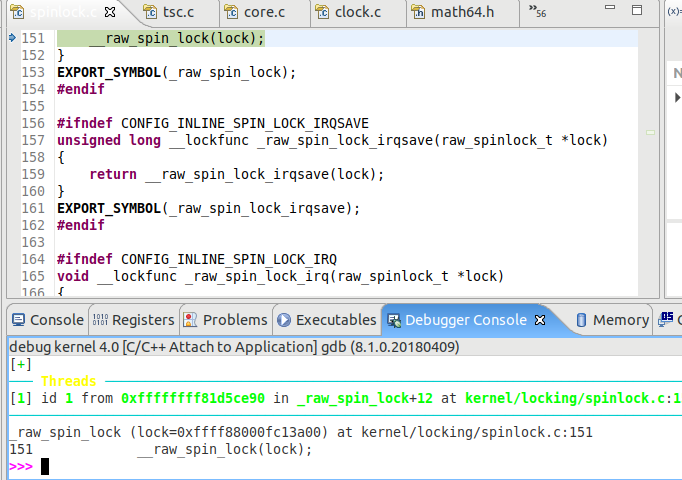 spinlock.c tsc.c core.c clock.c math64.h »56 (x)=
151 __raw_spin_lock(lock);
152 }
153 EXPORT_SYMBOL(_raw_spin_lock);
154 #endif
155
156 #ifndef CONFIG_INLINE_SPIN_LOCK_IRQSAVE
157 unsigned long __lockfunc _raw_spin_lock_irqsave(raw_spinlock_t *lock)
158 {
159 return __raw_spin_lock_irqsave(lock);
160 }
161 EXPORT_SYMBOL(_raw_spin_lock_irqsave);
162 #endif
163
164 #ifndef CONFIG_INLINE_SPIN_LOCK_IRQ
165 void __lockfunc _raw_spin_lock_irq(raw_spinlock_t *lock)
166 {
N
Console Registers Problems Executables Debugger Console Memory
debug kernel 4.0 [C/C++ Attach to Application] gdb (8.1.0.20180409)
[+]
Threads
[1] id 1 from 0xffffffff81d5ce90 in _raw_spin_lock+12 at kernel/locking/spinlock.c:1
_raw_spin_lock (lock=0xffff88000fc13a00) at kernel/locking/spinlock.c:151
151 __raw_spin_lock(lock);
>>>